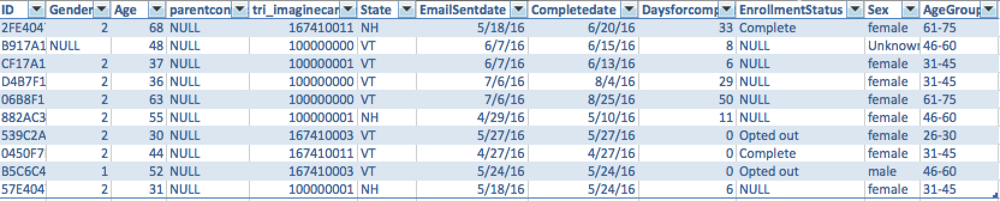 ID Gender Age parentcon tri_imaginecar State EmailSentdate Completedate Daysforcomp EnrollmentStatus Sex AgeGroup
2FE404 2 68 NULL 167410011 NH 5/18/16 6/20/16 33 Complete female 61-75
B917A1 NULL 48 NULL 100000000 VT 6/7/16 6/15/16 8 NULL Unknown 46-60
CF17A1 2 37 NULL 100000001 VT 6/7/16 6/13/16 6 NULL female 31-45
D4B7F1 2 36 NULL 100000000 VT 7/6/16 8/4/16 29 NULL female 31-45
06B8F1 2 63 NULL 100000000 VT 7/6/16 8/25/16 50 NULL female 61-75
882AC3 2 55 NULL 100000001 NH 4/29/16 5/10/16 11 NULL female 46-60
539C2A 2 30 NULL 167410003 VT 5/27/16 5/27/16 0 Opted out female 26-30
0450F7 2 44 NULL 167410011 VT 4/27/16 4/27/16 0 Complete female 31-45
B5C6C4 1 52 NULL 167410003 VT 5/24/16 5/24/16 0 Opted out male 46-60
57E404 2 31 NULL 100000001 NH 5/18/16 5/24/16 6 NULL female 31-45